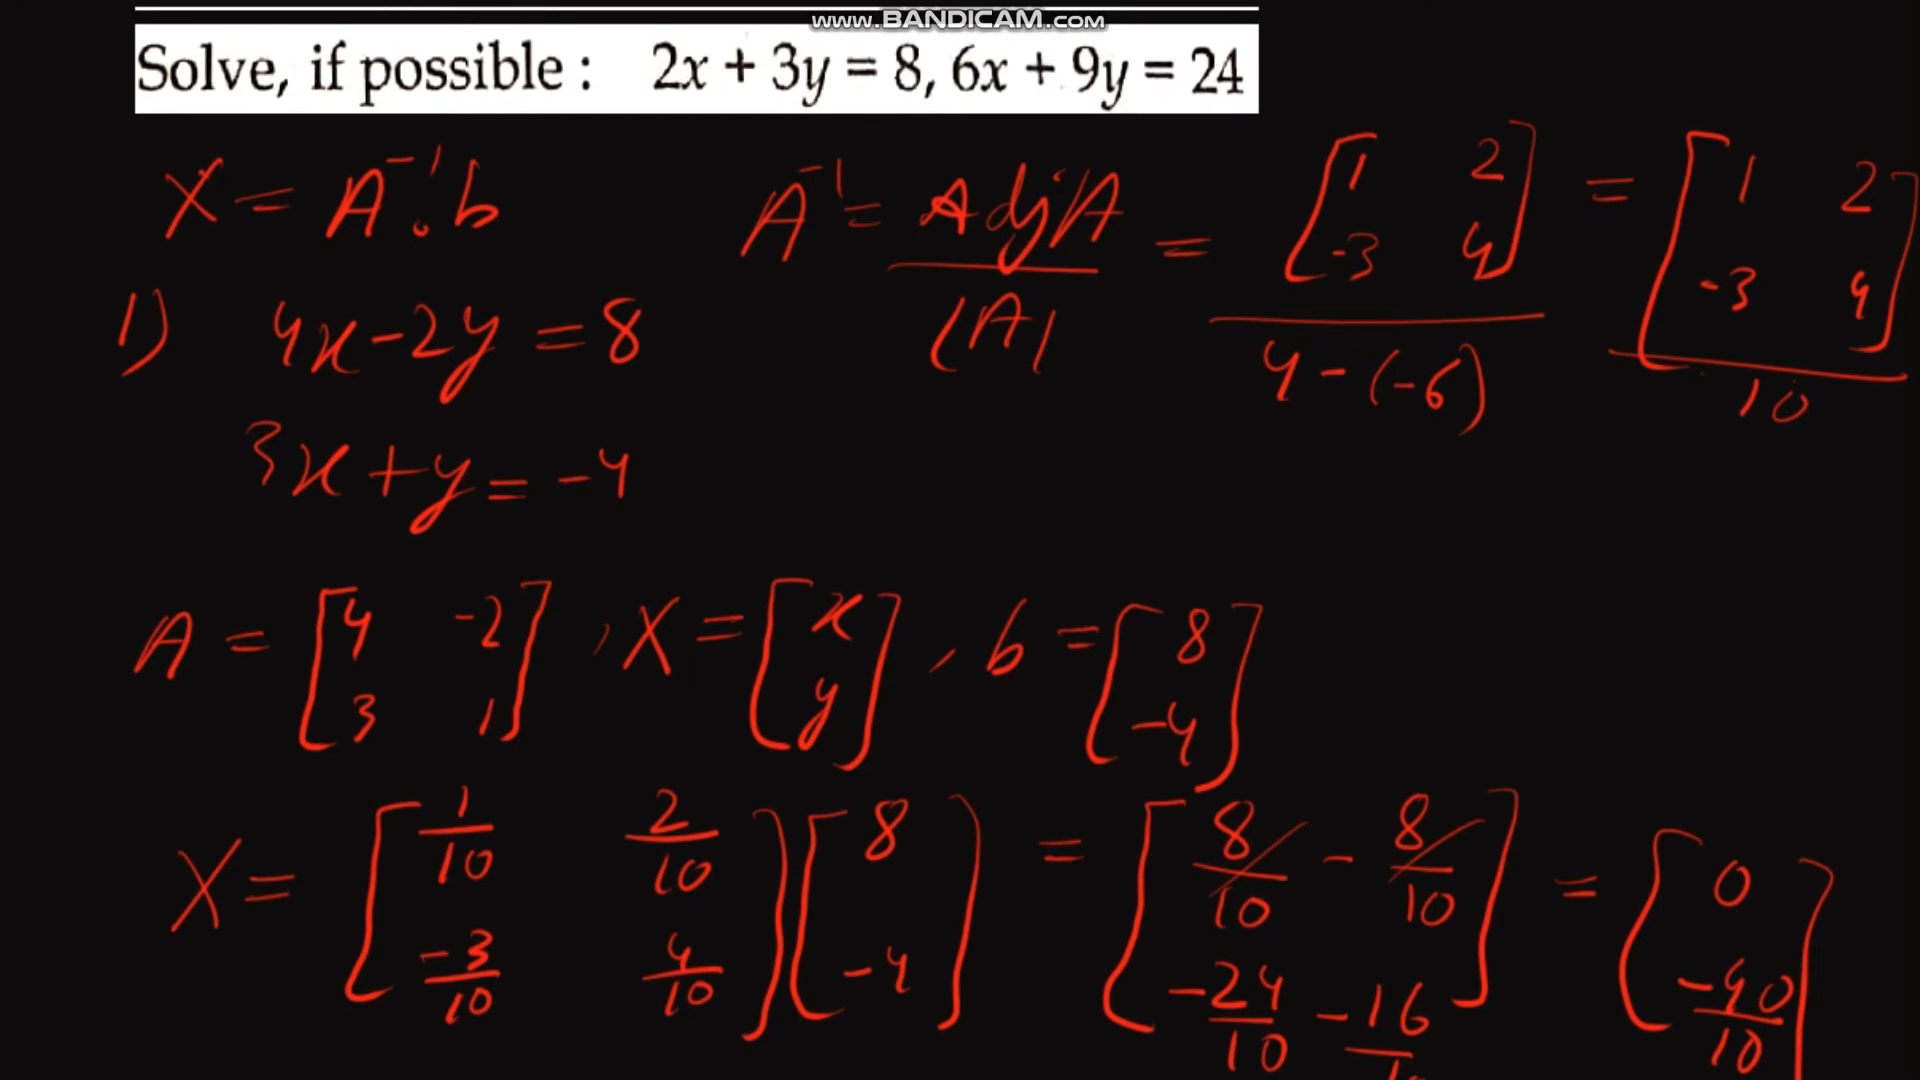 www.BANDICAM.com
Solve, if possible : 2x + 3y = 8, 6x + 9y = 24
X = A⁻¹.b
A⁻¹ = AdjA / |A| = [1 2; -3 4] / 4-(-6) = [1 2; -3 4] / 10
1) 4x-2y=8
3x+y=-4
A = [4 -2; 3 1], X = [x; y], b = [8; -4]
X = [1/10 2/10; -3/10 4/10] [8; -4] = [8/10 - 8/10; -24/10 - 16/] = [0; -40/10]